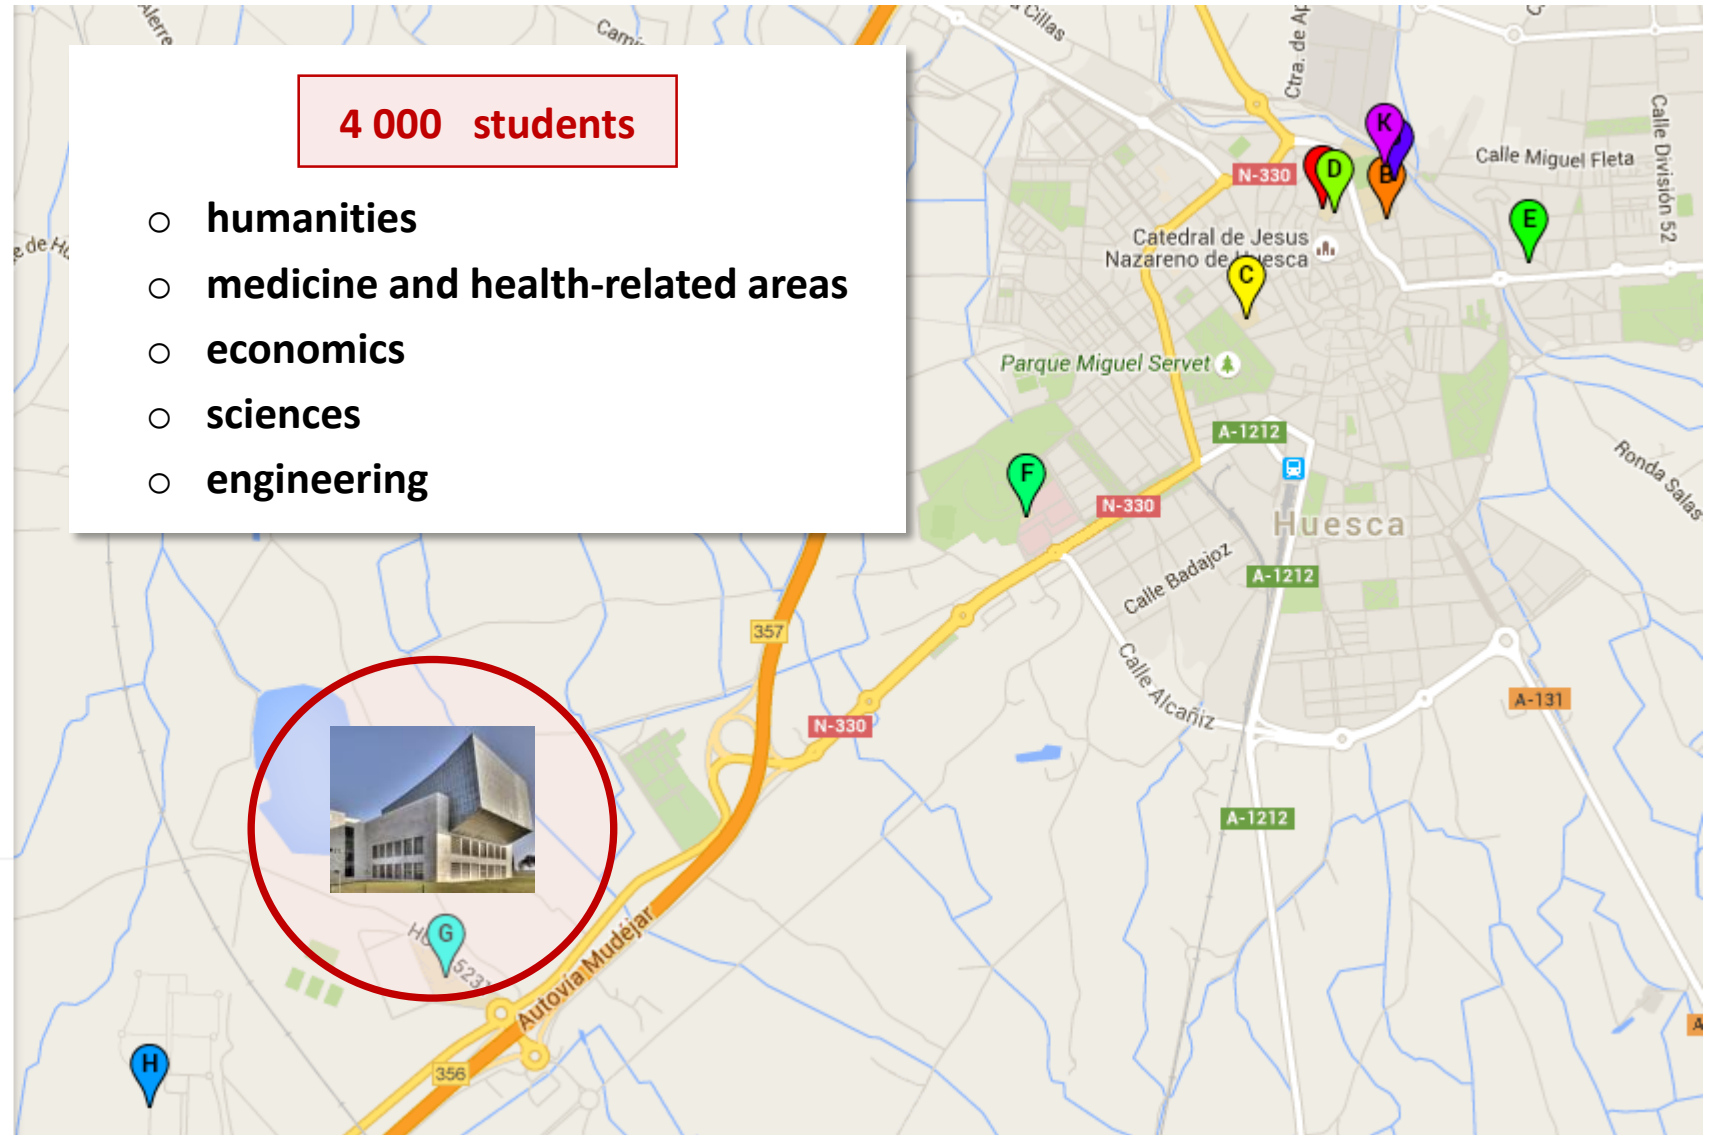 4 000 students
humanities
medicine and health-related areas
economics
sciences
engineering
Alerre
Cillas
Ctra. de
Calle División 52
Calle Miguel Fleta
K
N-330
D
B
E
Catedral de Jesus
Nazareno de Huesca
C
Parque Miguel Servet
A-1212
Ronda Salas
F
N-330
Huesca
Calle Badajoz
A-1212
357
Calle Alcañiz
A-131
N-330
A-1212
G
Autovía Mudéjar
H
356